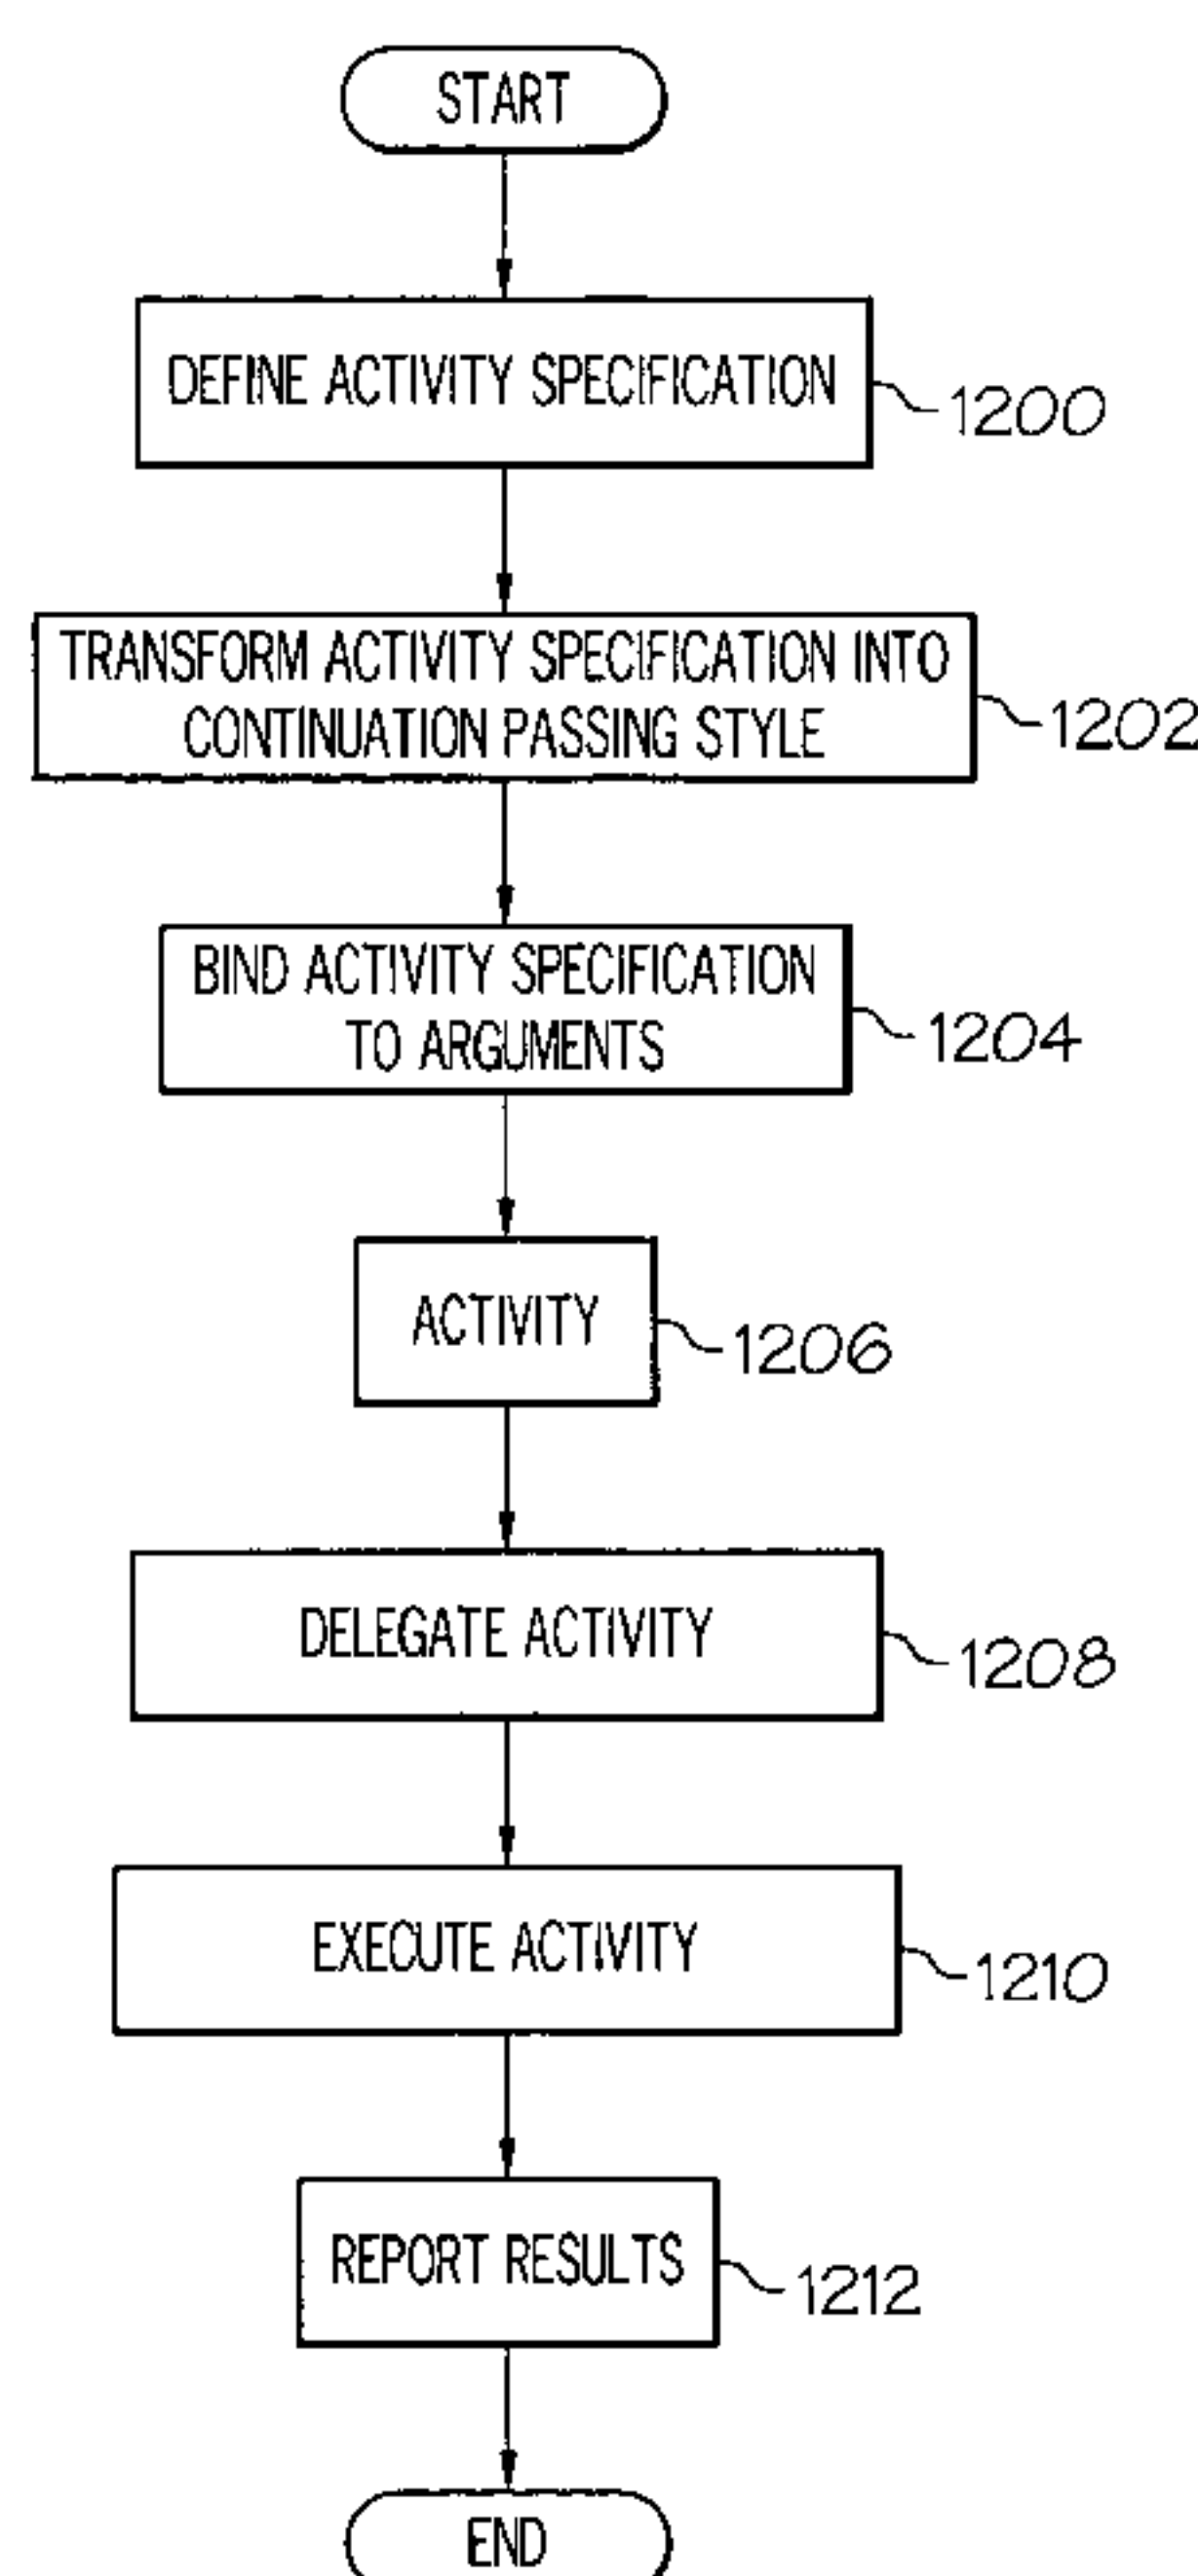 START
DEFINE ACTIVITY SPECIFICATION
1200
TRANSFORM ACTIVITY SPECIFICATION INTO
CONTINUATION PASSING STYLE
1202
BIND ACTIVITY SPECIFICATION
TO ARGUMENTS
1204
ACTIVITY
1206
DELEGATE ACTIVITY
1208
EXECUTE ACTIVITY
1210
REPORT RESULTS
1212
END